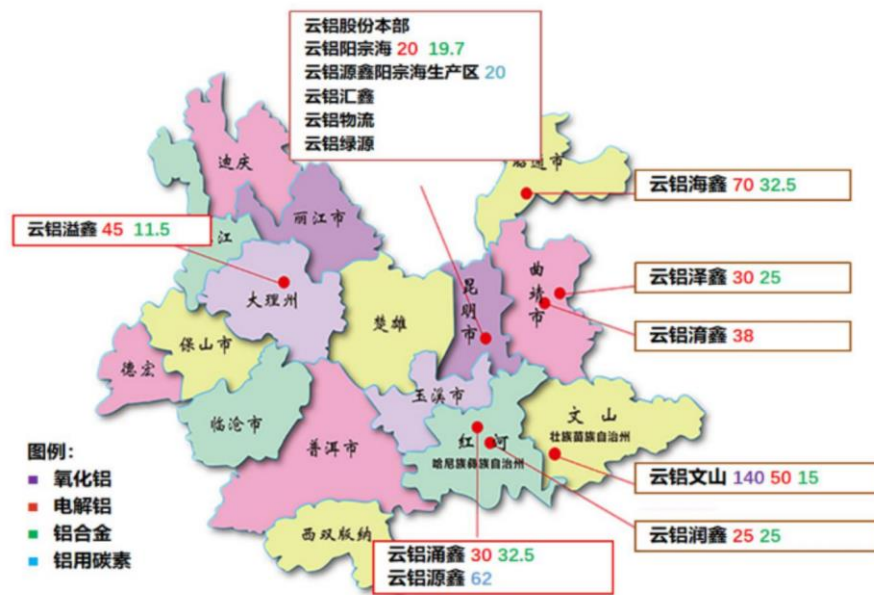 云铝股份本部
云铝阳宗海 20 19.7
云铝源鑫阳宗海生产区 20
云铝汇鑫
云铝物流
云铝绿源
迪庆
昭通市
云铝海鑫 70 32.5
丽江市
江
云铝溢鑫 45 11.5
大理州
昆明市
曲靖市
云铝泽鑫 30 25
楚雄
保山市
云铝淯鑫 38
德宏
玉溪市
临沧市
文山
壮族苗族自治州
普洱市
红河
哈尼族彝族自治州
图例：
氧化铝
电解铝
铝合金
铝用碳素
云铝文山 140 50 15
西双版纳
云铝润鑫 25 25
云铝涌鑫 30 32.5
云铝源鑫 62